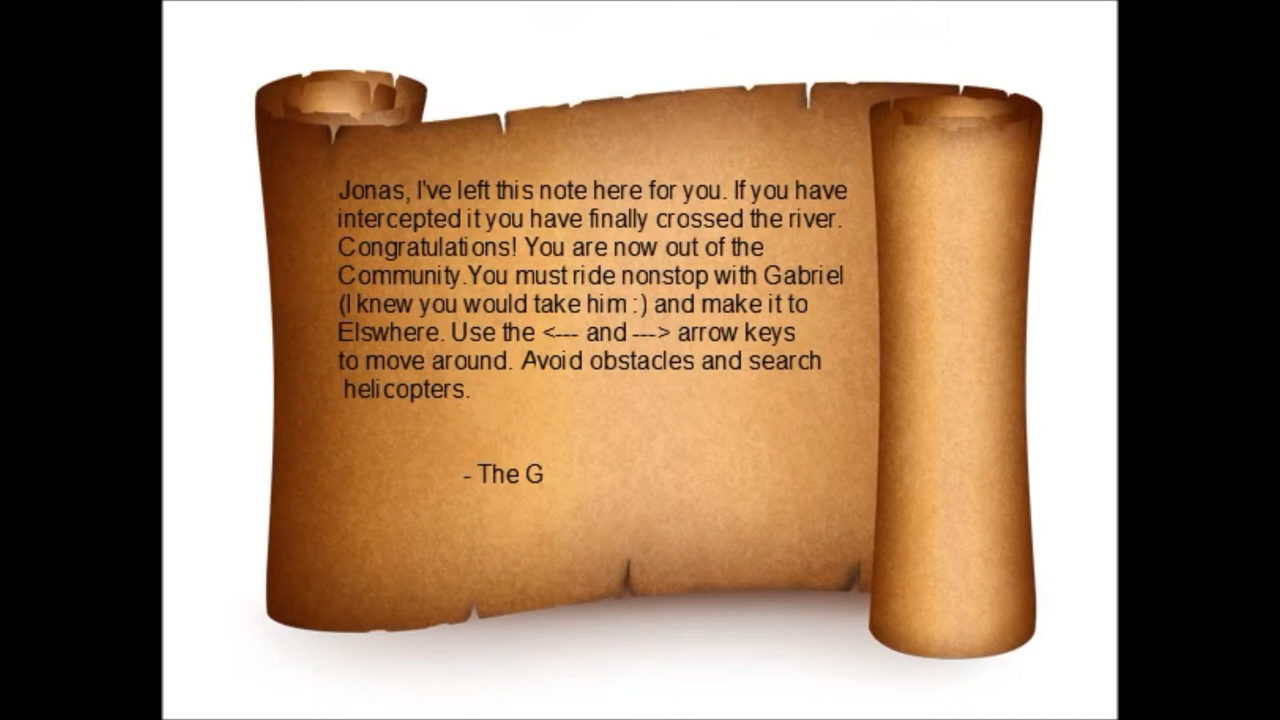 Jonas, I've left this note here for you. If you have
intercepted it you have finally crossed the river.
Congratulations! You are now out of the
Community.You must ride nonstop with Gabriel
(I knew you would take him :) and make it to
Elswhere. Use the <--- and ---> arrow keys
to move around. Avoid obstacles and search
helicopters.
- The G